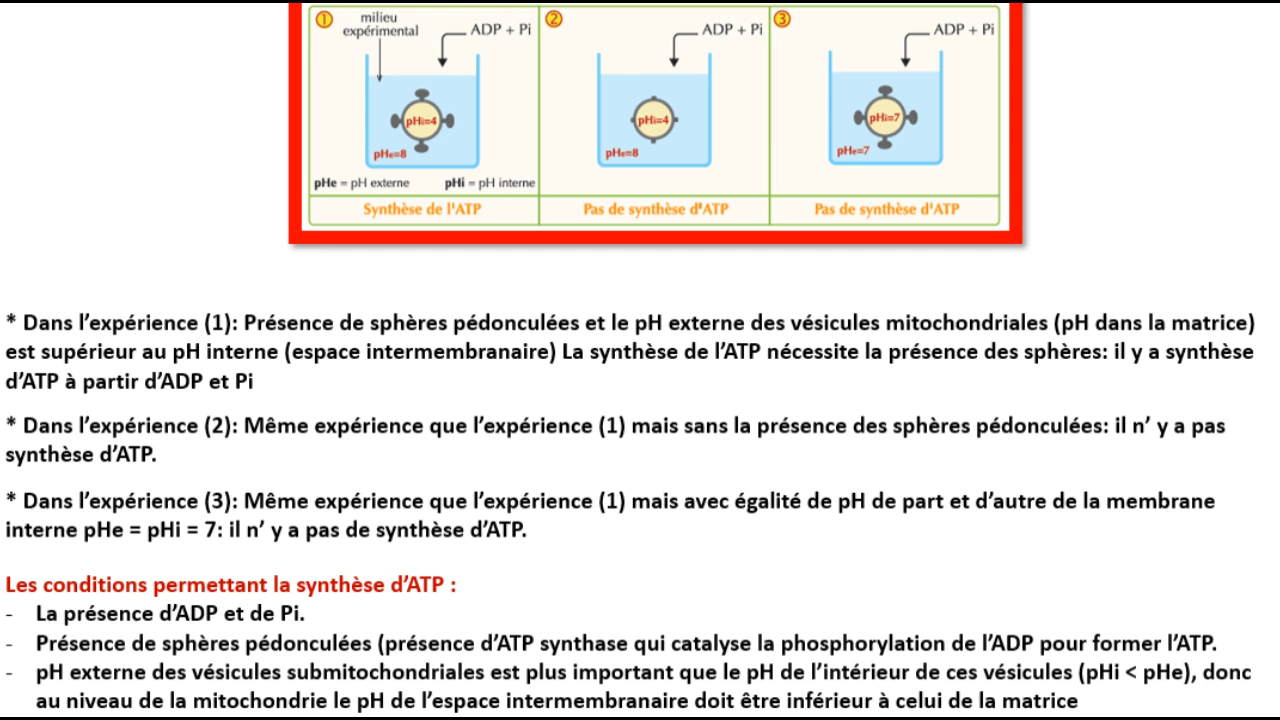 ① milieu expérimental ADP + Pi
pHi=4
pHe=8
pHe = pH externe pHi = pH interne
Synthèse de l'ATP
② ADP + Pi
pHi=4
pHe=8
Pas de synthèse d'ATP
③ ADP + Pi
pHi=7
pHe=7
Pas de synthèse d'ATP
* Dans l’expérience (1): Présence de sphères pédonculées et le pH externe des vésicules mitochondriales (pH dans la matrice)
est supérieur au pH interne (espace intermembranaire) La synthèse de l’ATP nécessite la présence des sphères: il y a synthèse
d’ATP à partir d’ADP et Pi
* Dans l’expérience (2): Même expérience que l’expérience (1) mais sans la présence des sphères pédonculées: il n’ y a pas
synthèse d’ATP.
* Dans l’expérience (3): Même expérience que l’expérience (1) mais avec égalité de pH de part et d’autre de la membrane
interne pHe = pHi = 7: il n’ y a pas de synthèse d’ATP.
Les conditions permettant la synthèse d’ATP :
- La présence d’ADP et de Pi.
- Présence de sphères pédonculées (présence d’ATP synthase qui catalyse la phosphorylation de l’ADP pour former l’ATP.
- pH externe des vésicules submitochondriales est plus important que le pH de l’intérieur de ces vésicules (pHi < pHe), donc
au niveau de la mitochondrie le pH de l’espace intermembranaire doit être inférieur à celui de la matrice